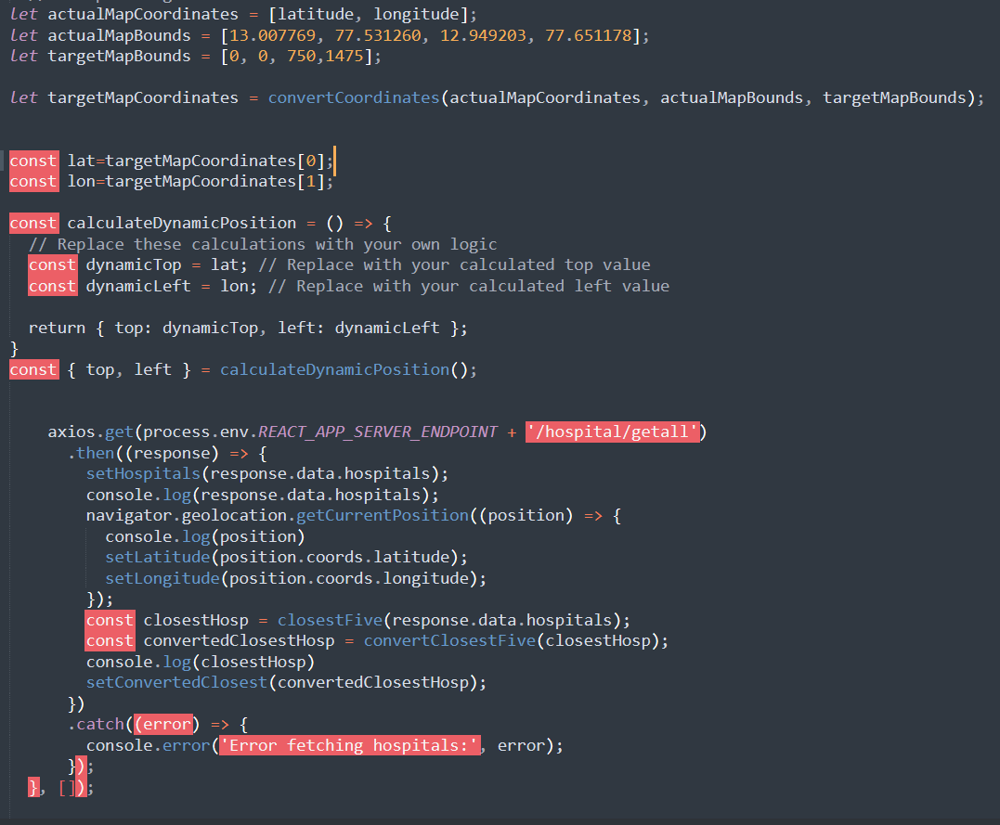 let actualMapCoordinates = [latitude, longitude];
let actualMapBounds = [13.007769, 77.531260, 12.949203, 77.651178];
let targetMapBounds = [0, 0, 750,1475];
let targetMapCoordinates = convertCoordinates(actualMapCoordinates, actualMapBounds, targetMapBounds);
const lat=targetMapCoordinates[0];
const lon=targetMapCoordinates[1];
const calculateDynamicPosition = () => {
// Replace these calculations with your own logic
const dynamicTop = lat; // Replace with your calculated top value
const dynamicLeft = lon; // Replace with your calculated left value
return { top: dynamicTop, left: dynamicLeft };
}
const { top, left } = calculateDynamicPosition();
axios.get(process.env.REACT_APP_SERVER_ENDPOINT + '/hospital/getall')
.then((response) => {
setHospitals(response.data.hospitals);
console.log(response.data.hospitals);
navigator.geolocation.getCurrentPosition((position) => {
console.log(position)
setLatitude(position.coords.latitude);
setLongitude(position.coords.longitude);
});
const closestHosp = closestFive(response.data.hospitals);
const convertedClosestHosp = convertClosestFive(closestHosp);
console.log(closestHosp)
setConvertedClosest(convertedClosestHosp);
})
.catch((error) => {
console.error('Error fetching hospitals:', error);
});
}, []);